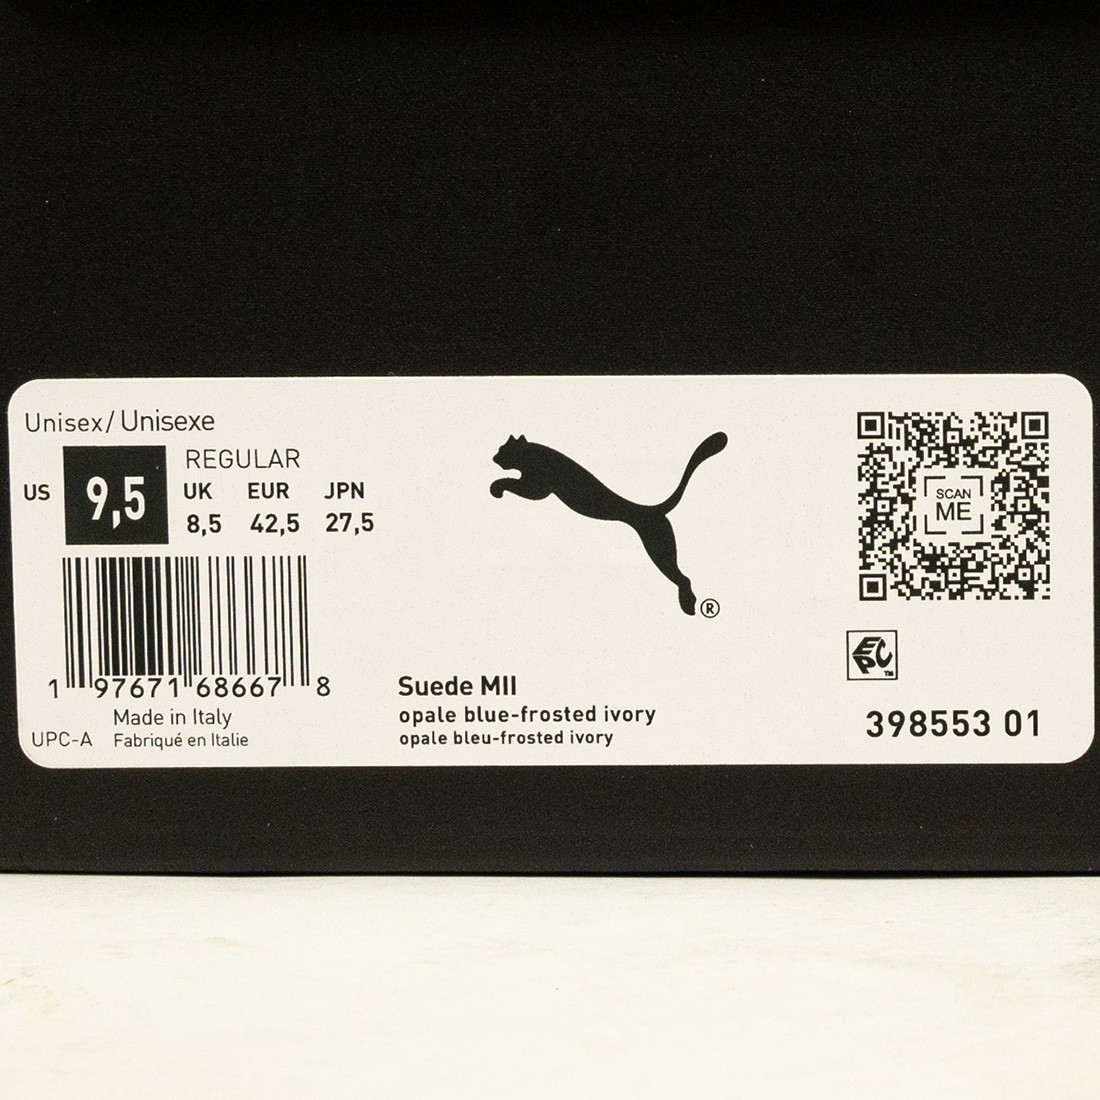 Unisex/Unisexe
REGULAR
US 9,5
UK EUR JPN
8,5 42,5 27,5
1 97671 68667 8
Made in Italy
UPC-A Fabriqué en Italie
®
Suede MII
opale blue-frosted ivory
opale bleu-frosted ivory
SCAN
ME
EPC™
398553 01